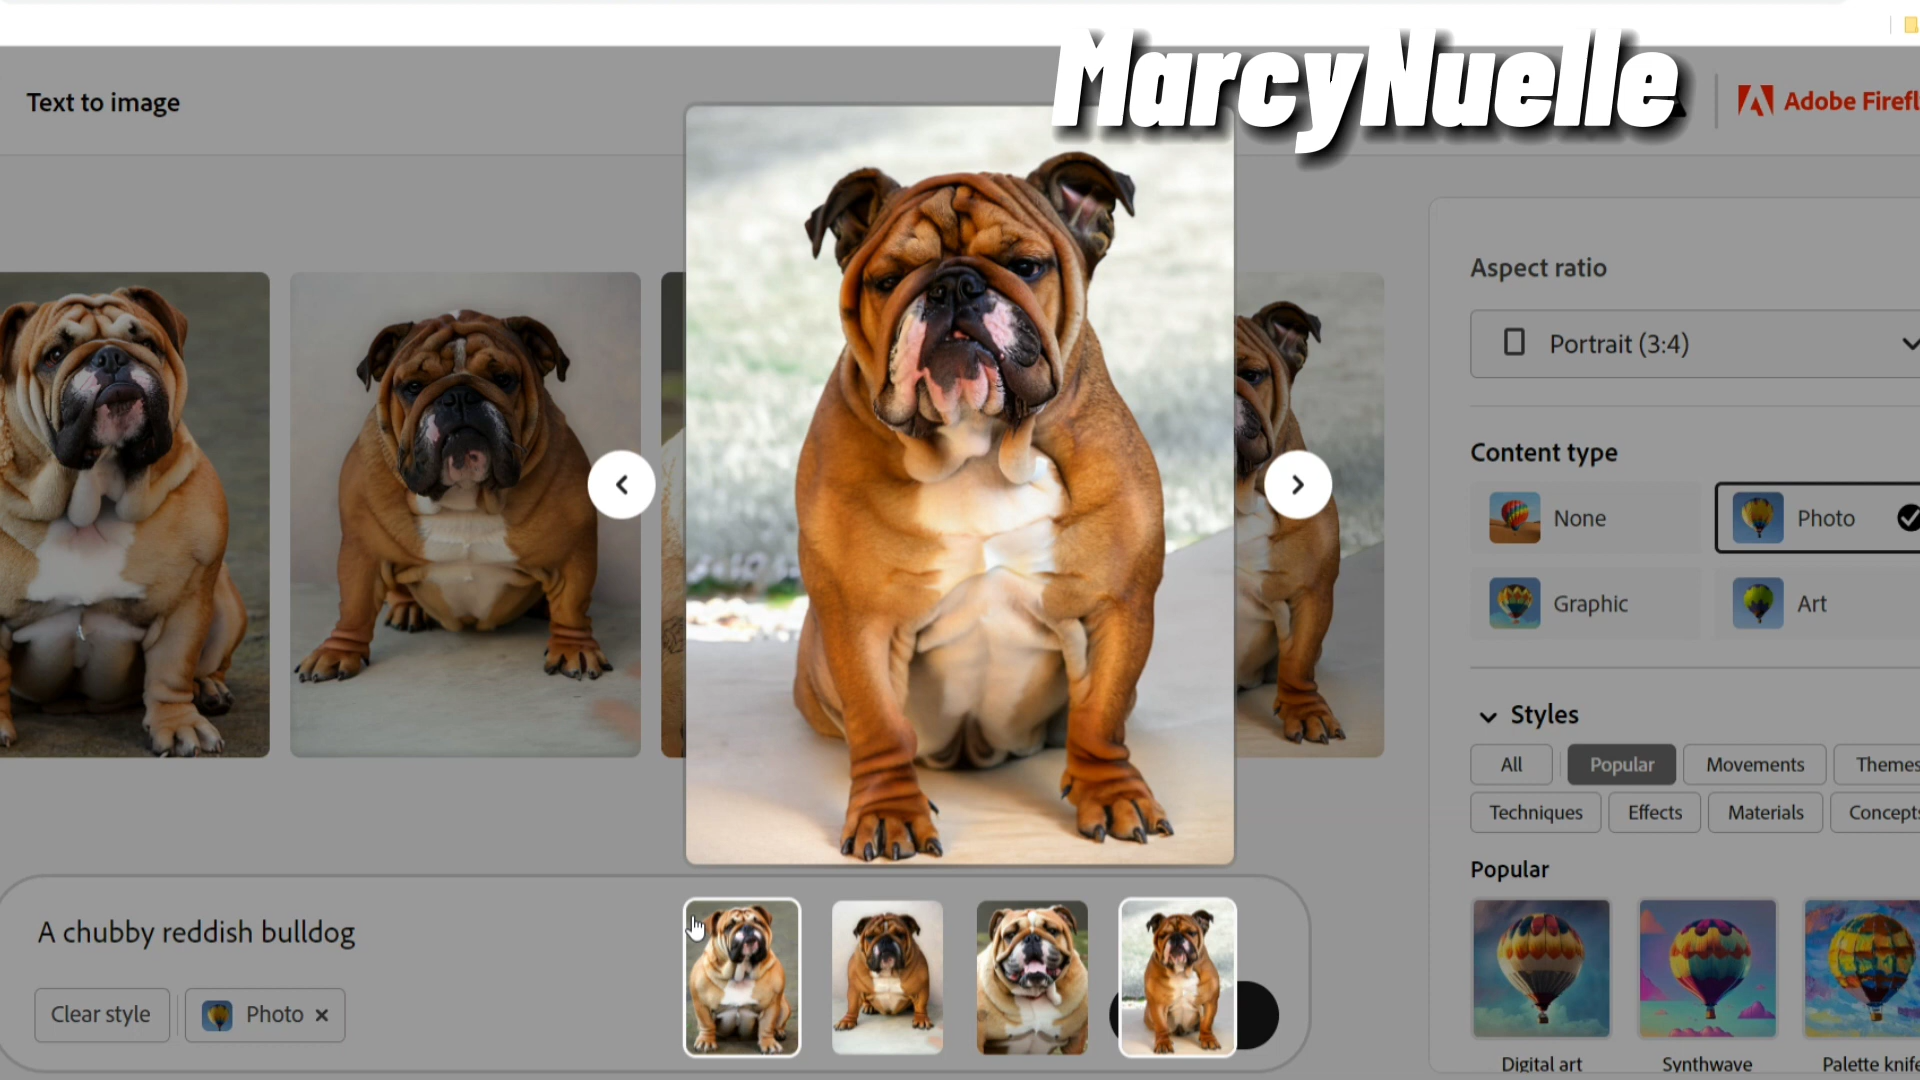 MarcyNuelle
Text to image
Adobe Firefl
Aspect ratio
Portrait (3:4)
Content type
None
Photo
Graphic
Art
Styles
All
Popular
Movements
Themes
Techniques
Effects
Materials
Concepts
Popular
Digital art
Synthwave
Palette knife
A chubby reddish bulldog
Clear style
Photo